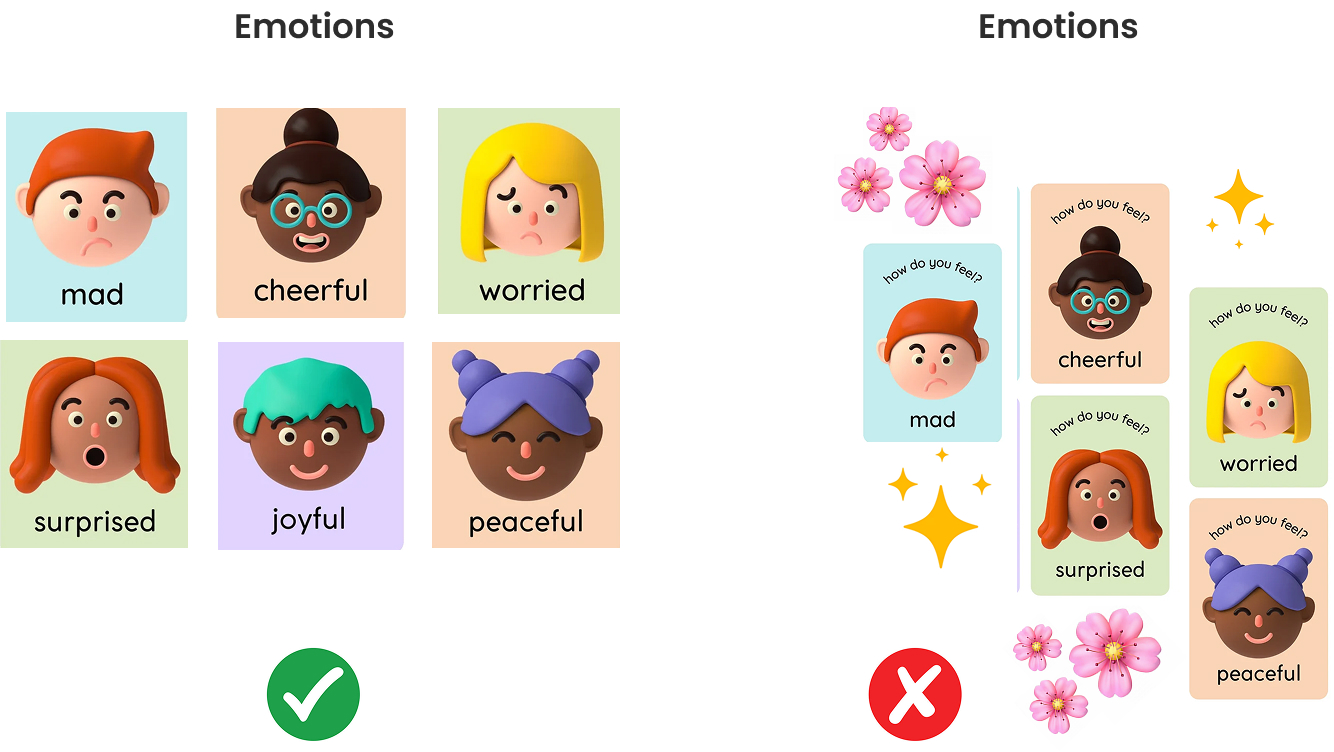 Emotions
mad
cheerful
worried
surprised
joyful
peaceful
Emotions
how do you feel?
mad
how do you feel?
cheerful
how do you feel?
worried
how do you feel?
surprised
how do you feel?
peaceful